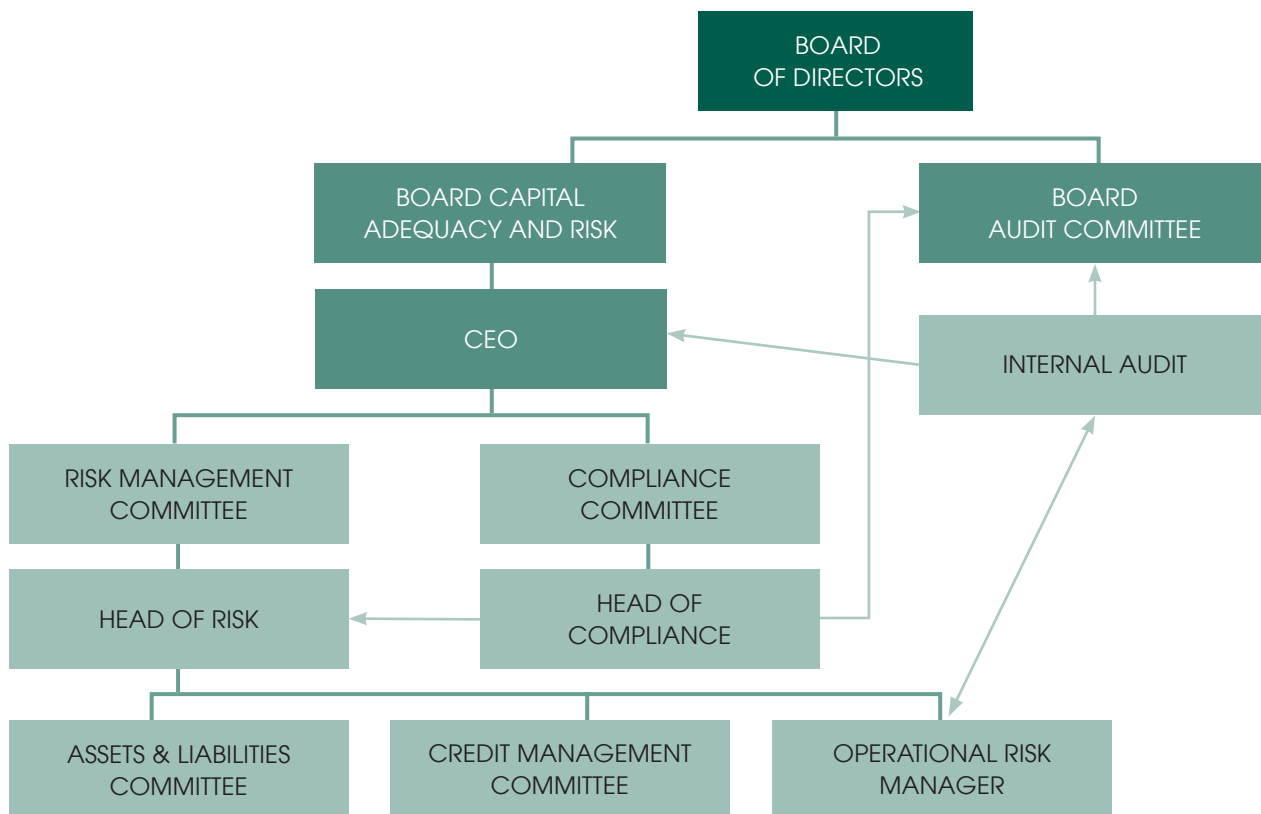 BOARD
OF DIRECTORS
BOARD CAPITAL
ADEQUACY AND RISK
BOARD
AUDIT COMMITTEE
CEO
INTERNAL AUDIT
RISK MANAGEMENT
COMMITTEE
COMPLIANCE
COMMITTEE
HEAD OF RISK
HEAD OF
COMPLIANCE
ASSETS & LIABILITIES
COMMITTEE
CREDIT MANAGEMENT
COMMITTEE
OPERATIONAL RISK
MANAGER